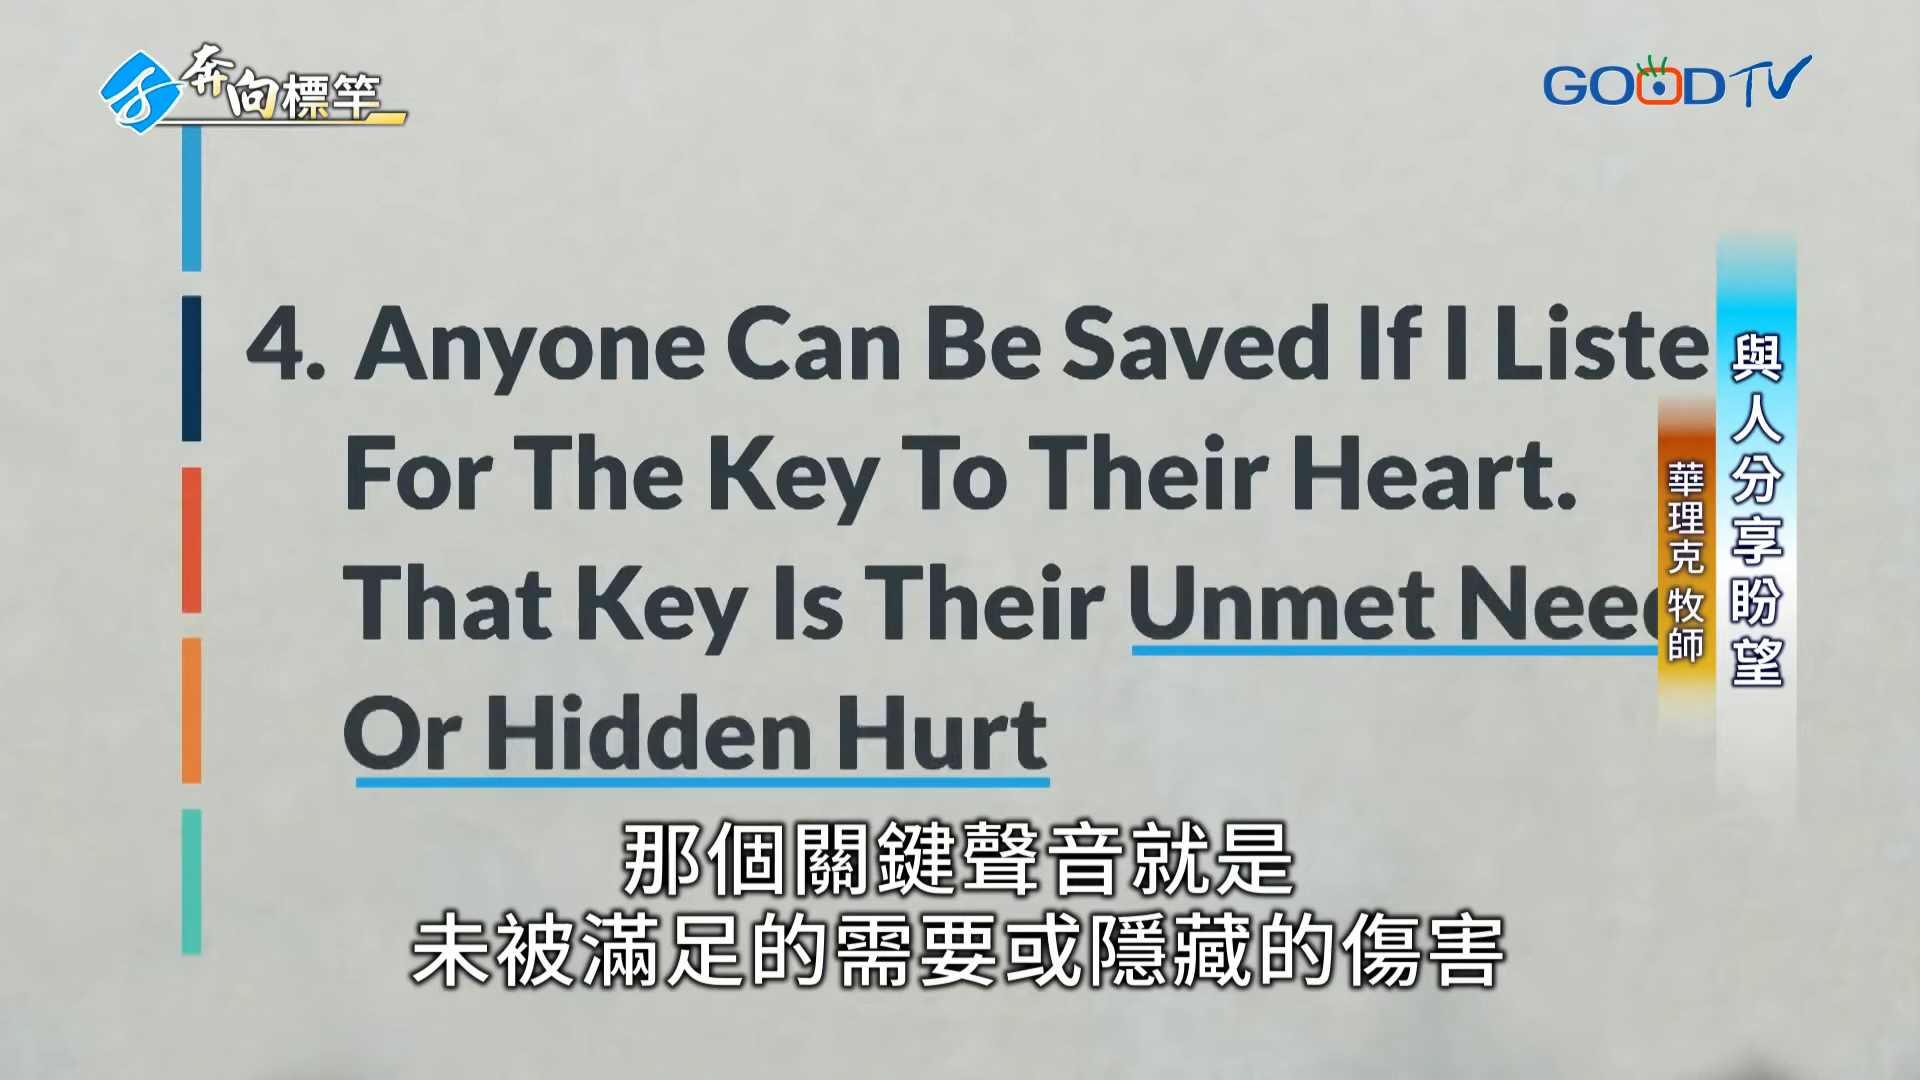 奔向標竿
GOOD TV
4. Anyone Can Be Saved If I Liste
For The Key To Their Heart.
That Key Is Their Unmet Nee
Or Hidden Hurt
與人分享盼望
華理克 牧師
那個關鍵聲音就是
未被滿足的需要或隱藏的傷害